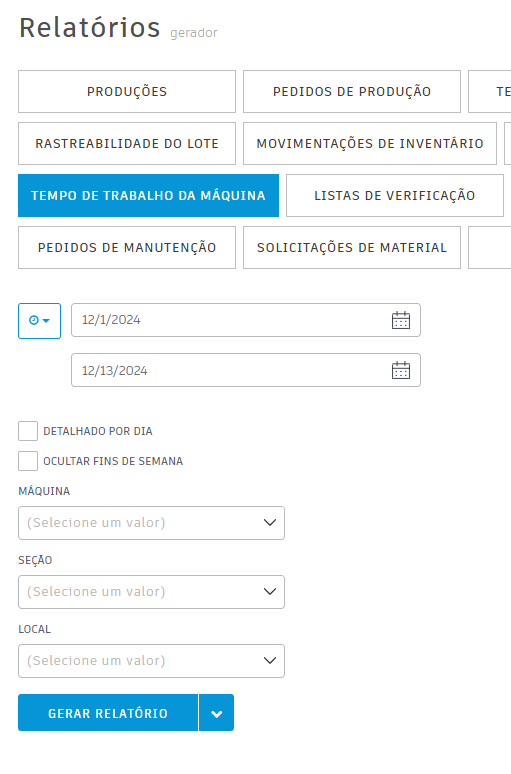 Relatórios gerador
PRODUÇÕES PEDIDOS DE PRODUÇÃO TE
RASTREABILIDADE DO LOTE MOVIMENTAÇÕES DE INVENTÁRIO
TEMPO DE TRABALHO DA MÁQUINA LISTAS DE VERIFICAÇÃO
PEDIDOS DE MANUTENÇÃO SOLICITAÇÕES DE MATERIAL
12/1/2024
12/13/2024
DETALHADO POR DIA
OCULTAR FINS DE SEMANA
MÁQUINA
(Selecione um valor)
SEÇÃO
(Selecione um valor)
LOCAL
(Selecione um valor)
GERAR RELATÓRIO